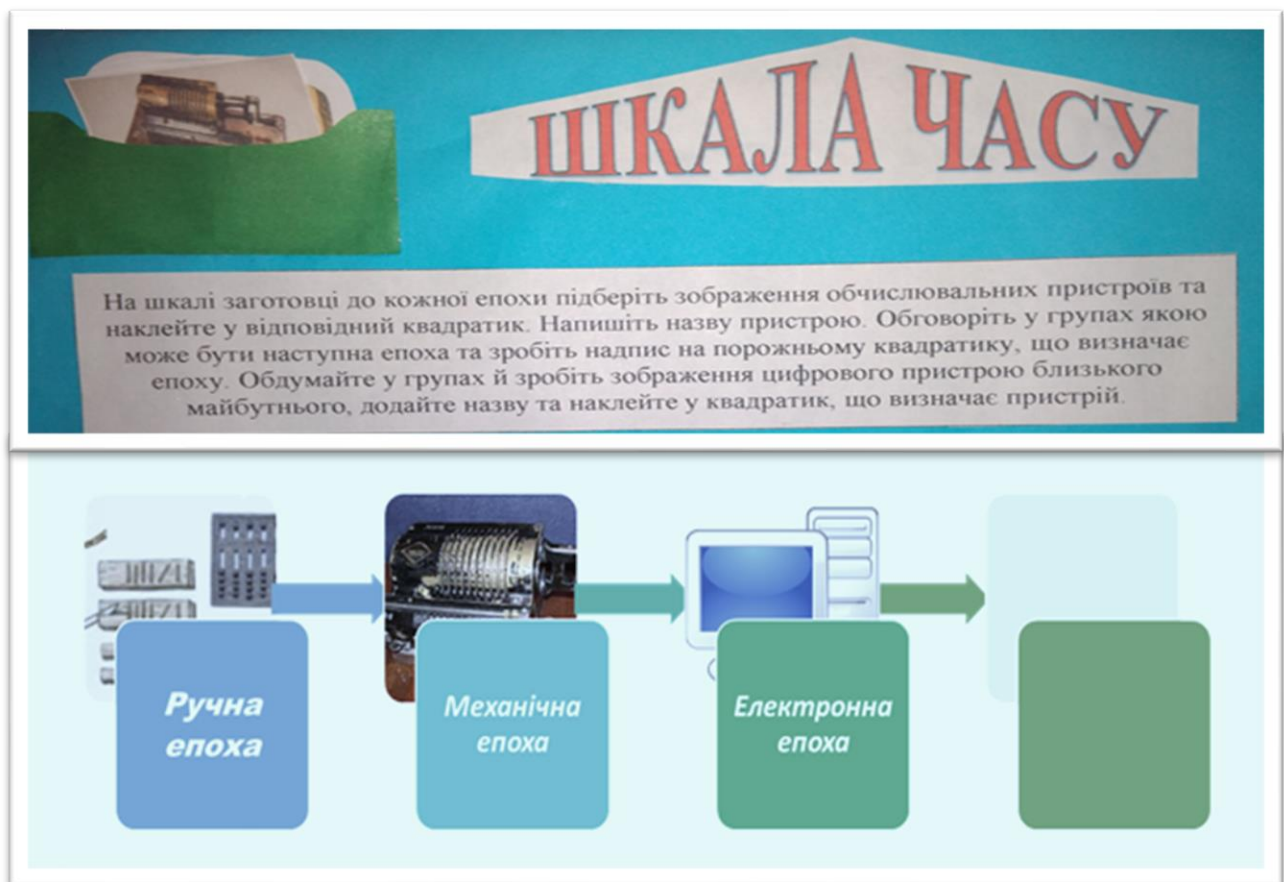 ШКАЛА ЧАСУ
На шкалі заготовці до кожної епохи підберіть зображення обчислювальних пристроїв та
наклейте у відповідний квадратик. Напишіть назву пристрою. Обговоріть у групах якою
може бути наступна епоха та зробіть надпис на порожньому квадратику, що визначає
епоху. Обдумайте у групах й зробіть зображення цифрового пристрою близького
майбутнього, додайте назву та наклейте у квадратик, що визначає пристрій.
Ручна
епоха
Механічна
епоха
Електронна
епоха